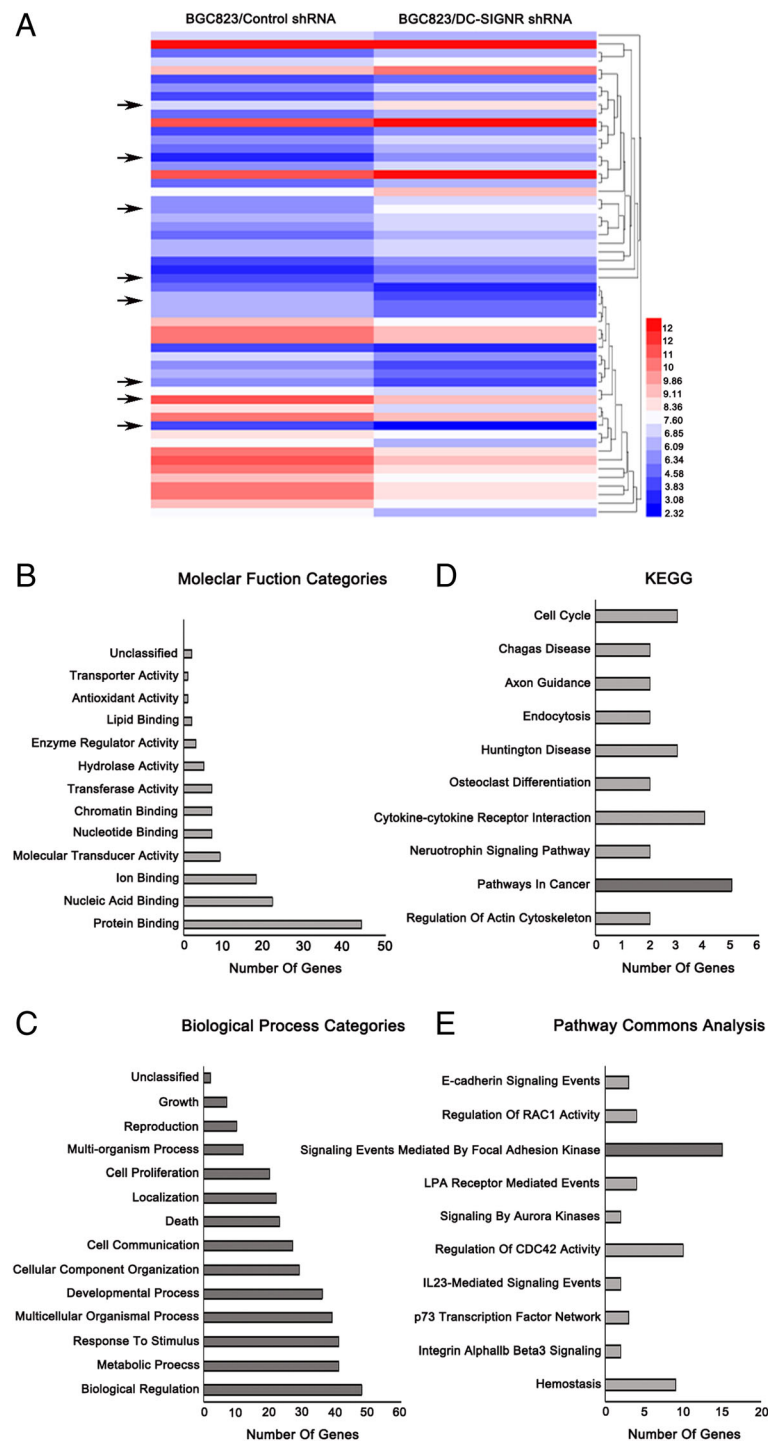 A
BGC823/Control shRNA
BGC823/DC-SIGNR shRNA
12
12
11
10
9.86
9.11
8.36
7.60
6.85
6.09
6.34
4.58
3.83
3.08
2.32
B
Moleclar Fuction Categories
Unclassified
Transporter Activity
Antioxidant Activity
Lipid Binding
Enzyme Regulator Activity
Hydrolase Activity
Transferase Activity
Chromatin Binding
Nucleotide Binding
Molecular Transducer Activity
Ion Binding
Nucleic Acid Binding
Protein Binding
0 10 20 30 40 50
Number Of Genes
D
KEGG
Cell Cycle
Chagas Disease
Axon Guidance
Endocytosis
Huntington Disease
Osteoclast Differentiation
Cytokine-cytokine Receptor Interaction
Neruotrophin Signaling Pathway
Pathways In Cancer
Regulation Of Actin Cytoskeleton
0 1 2 3 4 5 6
Number Of Genes
C
Biological Process Categories
Unclassified
Growth
Reproduction
Multi-organism Process
Cell Proliferation
Localization
Death
Cell Communication
Cellular Component Organization
Developmental Process
Multicellular Organismal Process
Response To Stimulus
Metabolic Proecss
Biological Regulation
0 10 20 30 40 50 60
Number Of Genes
E
Pathway Commons Analysis
E-cadherin Signaling Events
Regulation Of RAC1 Activity
Signaling Events Mediated By Focal Adhesion Kinase
LPA Receptor Mediated Events
Signaling By Aurora Kinases
Regulation Of CDC42 Activity
IL23-Mediated Signaling Events
p73 Transcription Factor Network
Integrin AlphaIIb Beta3 Signaling
Hemostasis
0 5 10 15 20
Number Of Genes